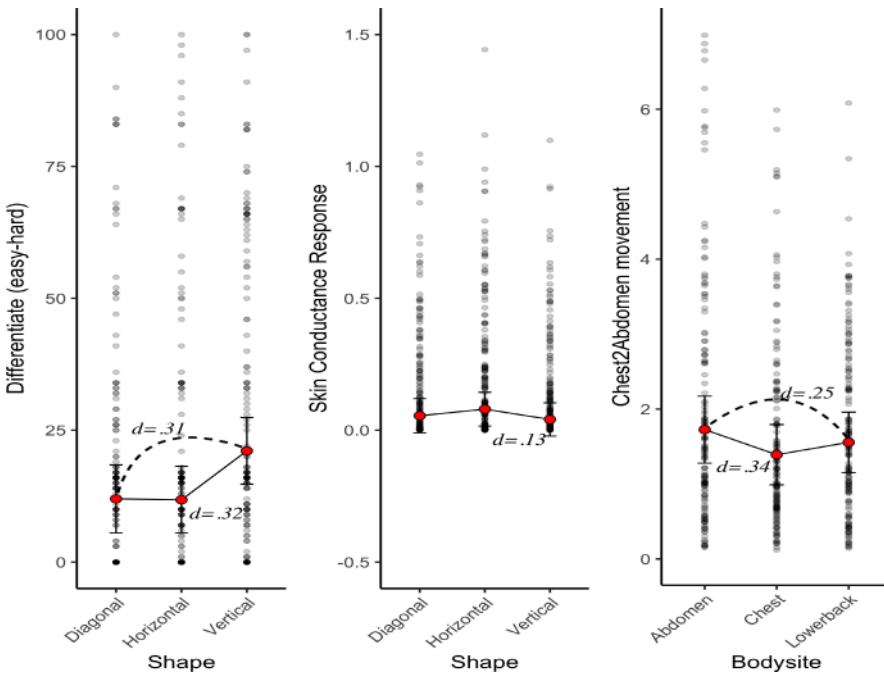 Differentiate (easy-hard)
100
75
50
25
0
d=.31
d=.32
Diagonal
Horizontal
Vertical
Shape
Skin Conductance Response
1.5
1.0
0.5
0.0
-0.5
d=.13
Diagonal
Horizontal
Vertical
Shape
Chest2Abdomen movement
6
4
2
0
d=.25
d=.34
Abdomen
Chest
Lowerback
Bodysite